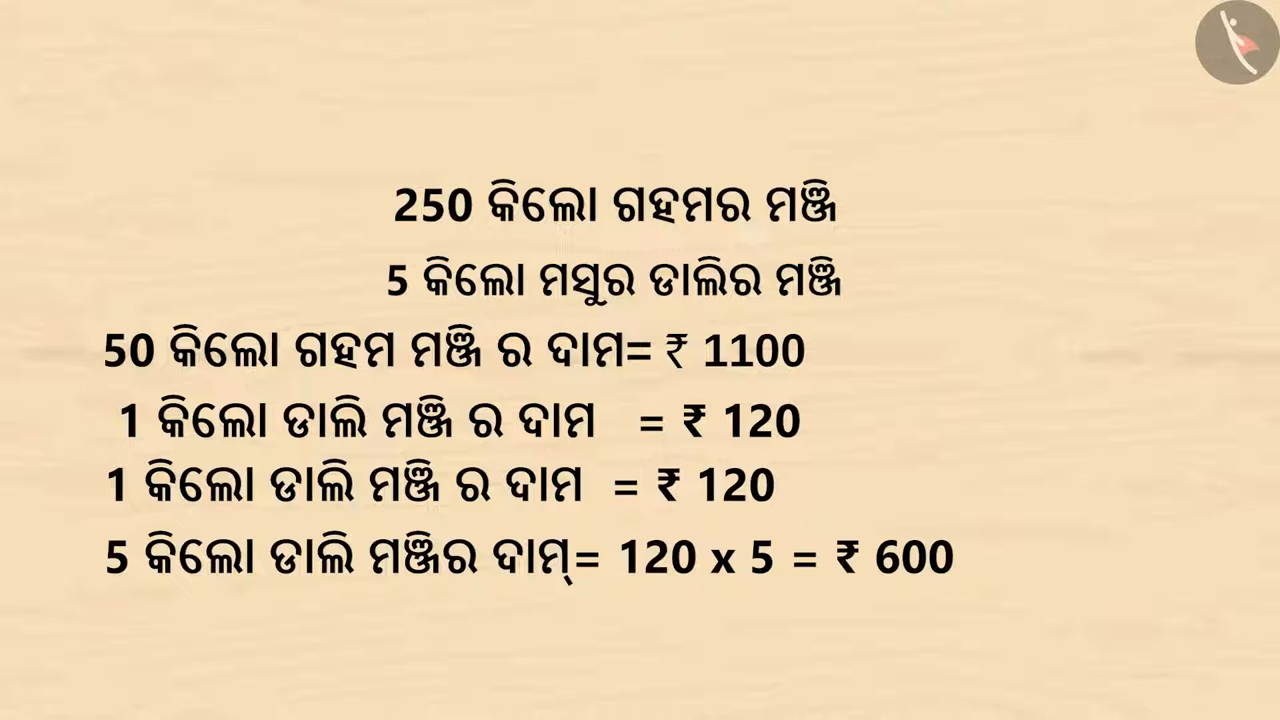 250 କିଲୋ ଗହମର ମଞ୍ଜି
5 କିଲୋ ମସୁର ଡାଲିର ମଞ୍ଜି
50 କିଲୋ ଗହମ ମଞ୍ଜି ର ଦାମ= ₹ 1100
1 କିଲୋ ଡାଲି ମଞ୍ଜି ର ଦାମ = ₹ 120
1 କିଲୋ ଡାଲି ମଞ୍ଜି ର ଦାମ = ₹ 120
5 କିଲୋ ଡାଲି ମଞ୍ଜିର ଦାମ୍= 120 x 5 = ₹ 600